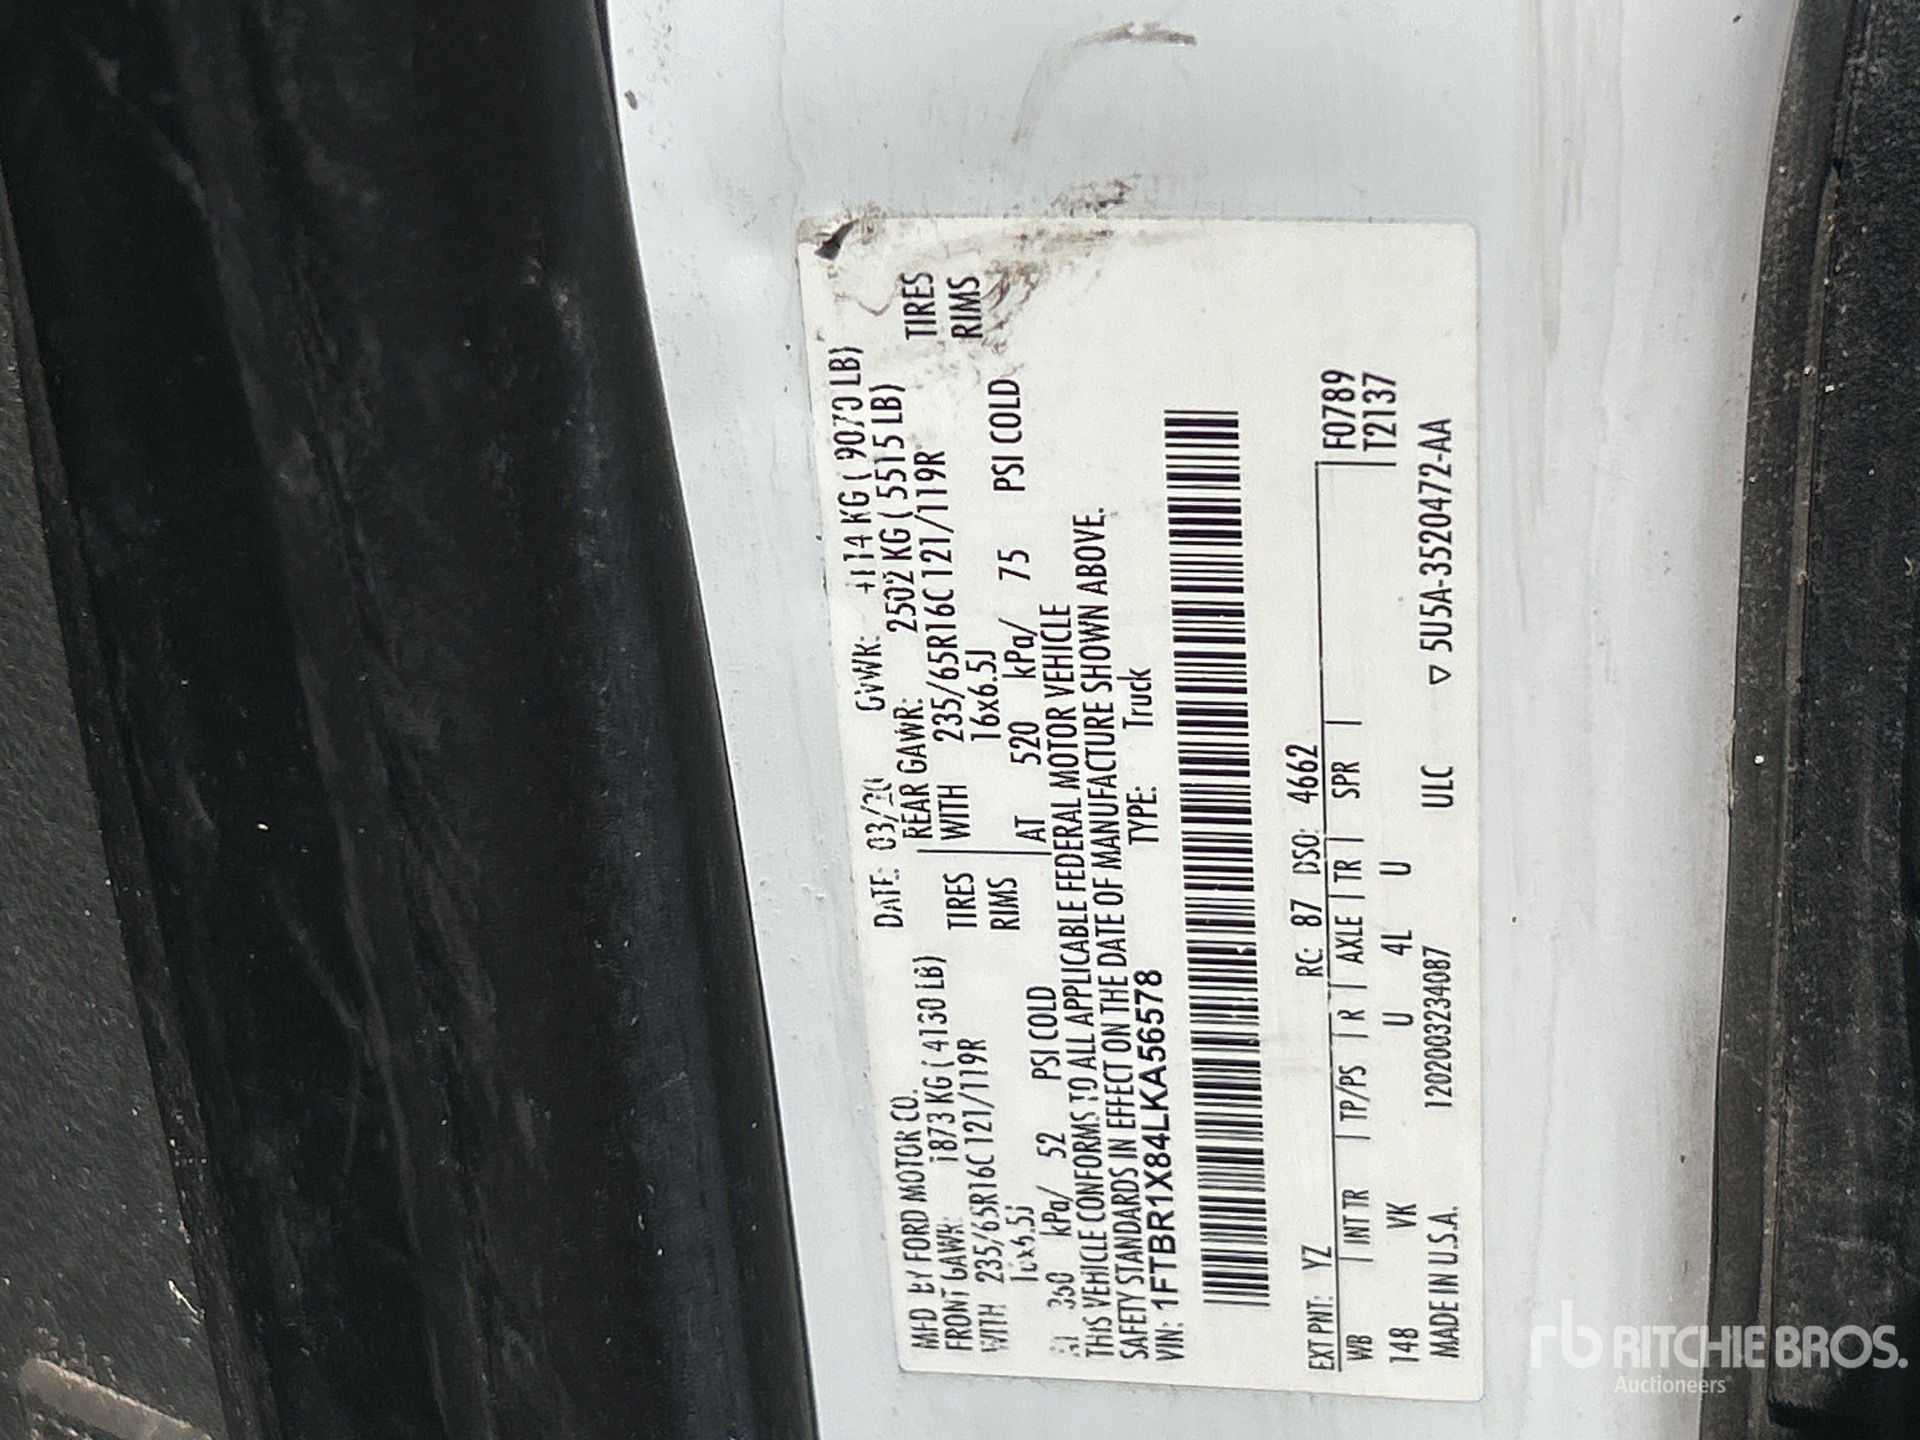 MFD BY FORD MOTOR CO.
DATE: 03/20 GVWR: 4114 KG ( 9070 LB)
FRONT GAWR: 1873 KG ( 4130 LB) REAR GAWR: 2502 KG ( 5515 LB)
WITH 235/65R16C 121/119R TIRES WITH 235/65R16C 121/119R TIRES
16x6.5J RIMS 16x6.5J RIMS
AT 360 kPa/ 52 PSI COLD AT 520 kPa/ 75 PSI COLD
THIS VEHICLE CONFORMS TO ALL APPLICABLE FEDERAL MOTOR VEHICLE
SAFETY STANDARDS IN EFFECT ON THE DATE OF MANUFACTURE SHOWN ABOVE.
VIN: 1FTBR1X84LKA56578 TYPE: Truck
EXT PNT: YZ RC: 87 DSO: 4662
WB INT TR TP/PS R AXLE TR SPR F0789
148 VK U 4L U T2137
MADE IN U.S.A. 1202003234087 ULC ▽ 5U5A-3520472-AA
rb RITCHIE BROS.
Auctioneers